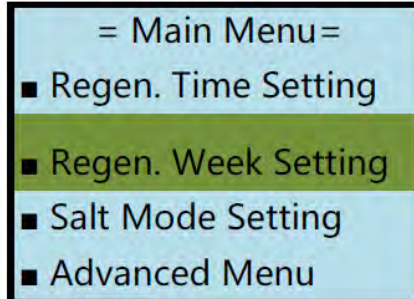 = Main Menu=
■ Regen. Time Setting
■ Regen. Week Setting
■ Salt Mode Setting
■ Advanced Menu